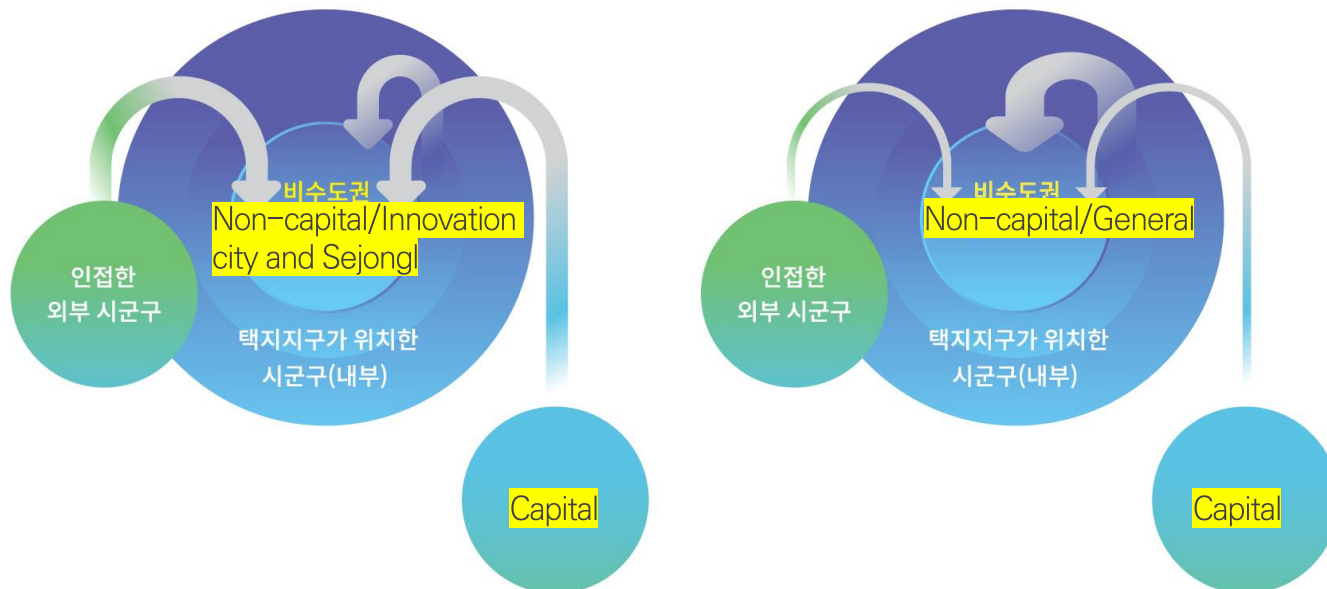 비수도권
Non-capital/Innovation
city and Sejongl
인접한
외부 시군구
택지지구가 위치한
시군구(내부)
Capital
비수도권
Non-capital/General
인접한
외부 시군구
택지지구가 위치한
시군구(내부)
Capital